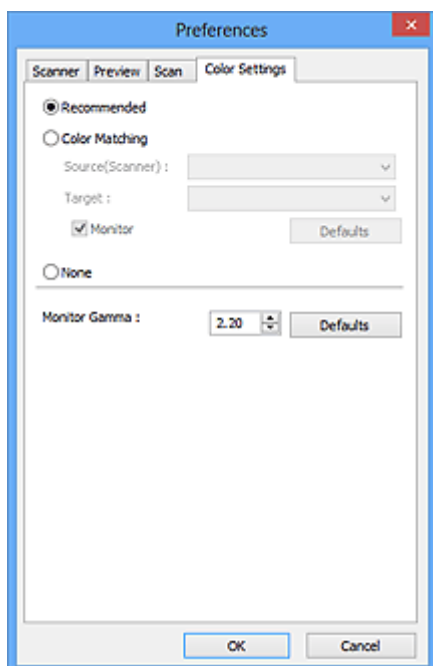 Preferences
Scanner Preview Scan Color Settings
Recommended
Color Matching
Source(Scanner) :
Target :
Monitor Defaults
None
Monitor Gamma : 2.20 Defaults
OK Cancel